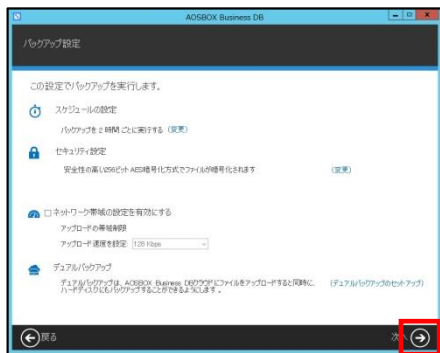 AOSBOX Business DB
バックアップ設定
この設定でバックアップを実行します。
スケジュールの設定
バックアップを 2 時間 ごとに実行する (変更)
セキュリティ設定
安全性の高い256ビット AES暗号化方式でファイルが暗号化されます (変更)
ネットワーク帯域の設定を有効にする
アップロードの帯域制限
アップロード速度を設定: 128 Kbps
デュアルバックアップ
デュアルバックアップは、AOSBOX Business DBクラウドにファイルをアップロードすると同時に、 (デュアルバックアップのセットアップ)
ハードディスクにもバックアップすることができるようにします。
戻る 次へ